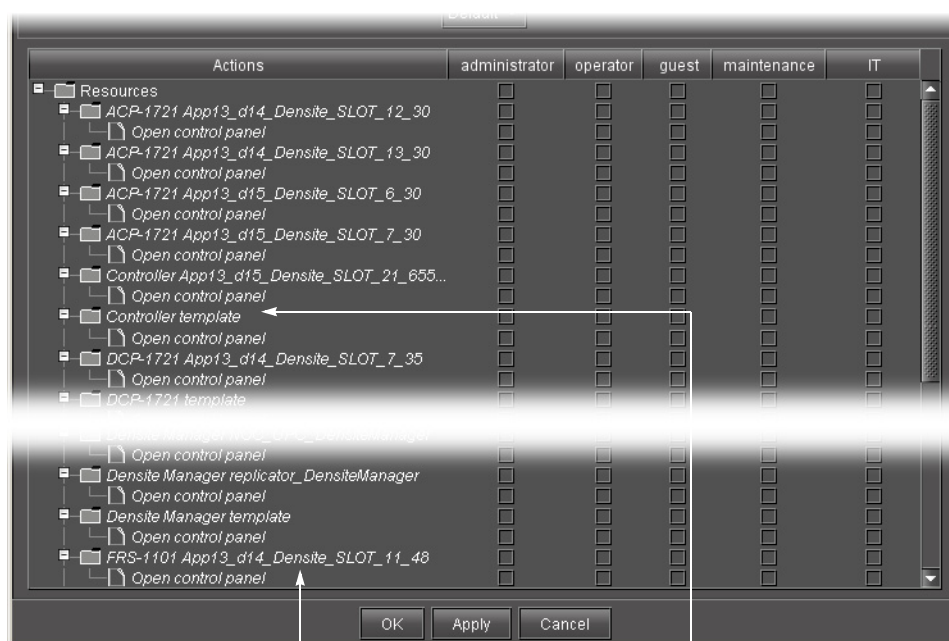 Default
Actions administrator operator guest maintenance IT
Resources
ACP-1721 App13_d14_Densite_SLOT_12_30
Open control panel
ACP-1721 App13_d14_Densite_SLOT_13_30
Open control panel
ACP-1721 App13_d15_Densite_SLOT_6_30
Open control panel
ACP-1721 App13_d15_Densite_SLOT_7_30
Open control panel
Controller App13_d15_Densite_SLOT_21_655...
Open control panel
Controller template
Open control panel
DCP-1721 App13_d14_Densite_SLOT_7_35
Open control panel
DCP-1721 template
Densite Manager
Open control panel
Densite Manager replicator_DensiteManager
Open control panel
Densite Manager template
Open control panel
FRS-1101 App13_d14_Densite_SLOT_11_48
Open control panel
OK Apply Cancel